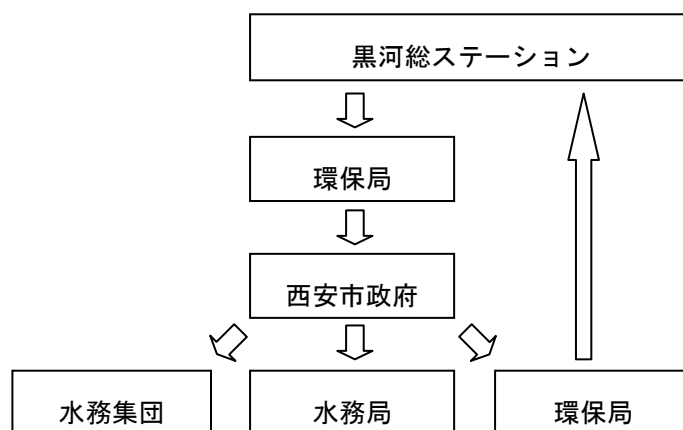 黒河総ステーション
環保局
西安市政府
水務集団
水務局
環保局